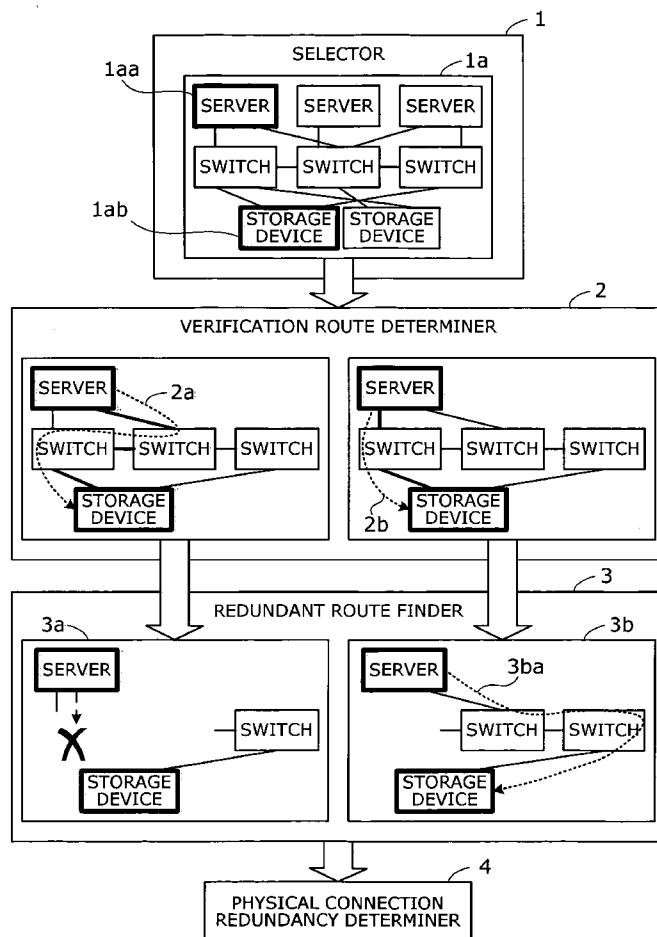 1
SELECTOR
1a
1aa
SERVER SERVER SERVER
SWITCH SWITCH SWITCH
1ab
STORAGE DEVICE
STORAGE DEVICE
2
VERIFICATION ROUTE DETERMINER
SERVER
2a
SWITCH SWITCH SWITCH
STORAGE DEVICE
SERVER
SWITCH SWITCH SWITCH
2b
STORAGE DEVICE
3
REDUNDANT ROUTE FINDER
3a
SERVER
X
SWITCH
STORAGE DEVICE
3b
SERVER
3ba
SWITCH SWITCH
STORAGE DEVICE
4
PHYSICAL CONNECTION
REDUNDANCY DETERMINER